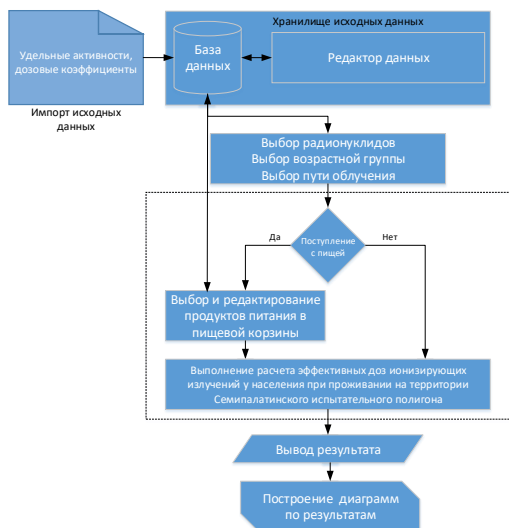 Удельные активности,
дозовые коэффициенты
Импорт исходных
данных
Хранилище исходных данных
База
данных
Редактор данных
Выбор радионуклидов
Выбор возрастной группы
Выбор пути облучения
Поступление
с пищей
Да
Нет
Выбор и редактирование
продуктов питания в
пищевой корзины
Выполнение расчета эффективных доз ионизирующих
излучений у населения при проживании на территории
Семипалатинского испытательного полигона
Вывод результата
Построение диаграмм
по результатам